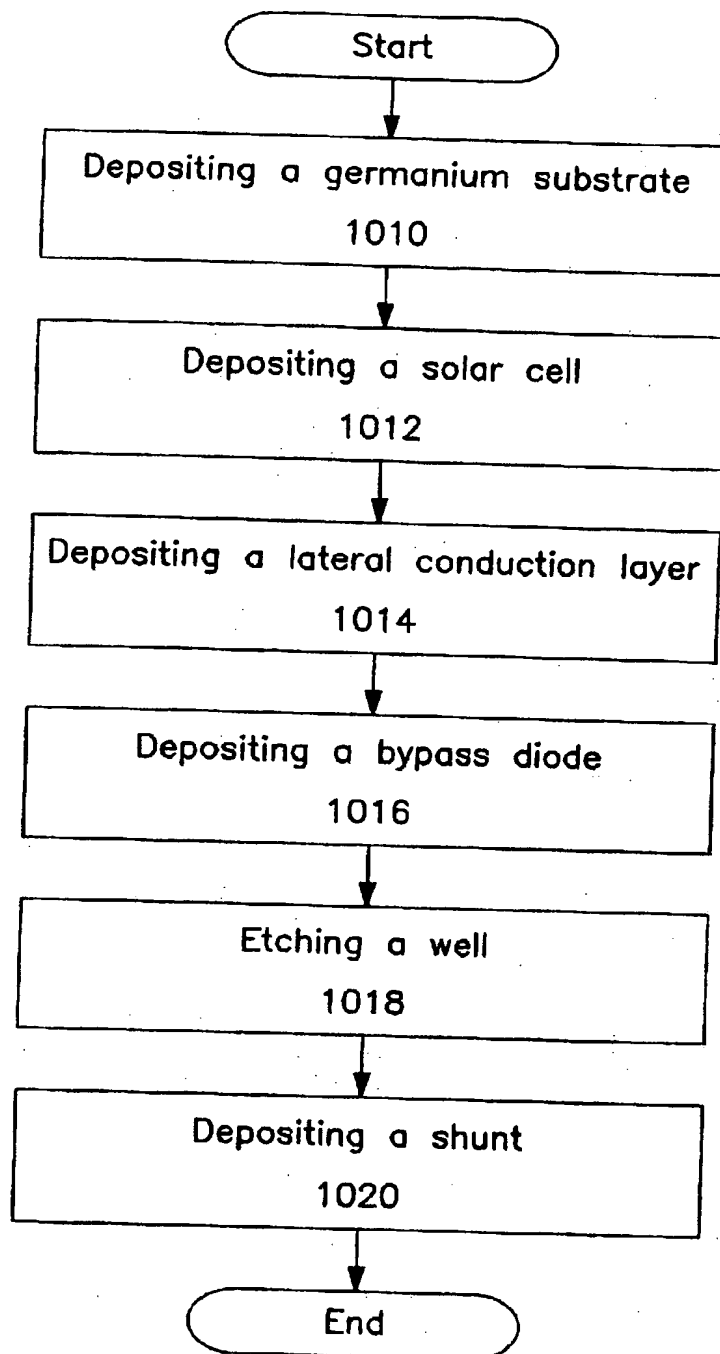 Start
Depositing a germanium substrate
1010
Depositing a solar cell
1012
Depositing a lateral conduction layer
1014
Depositing a bypass diode
1016
Etching a well
1018
Depositing a shunt
1020
End